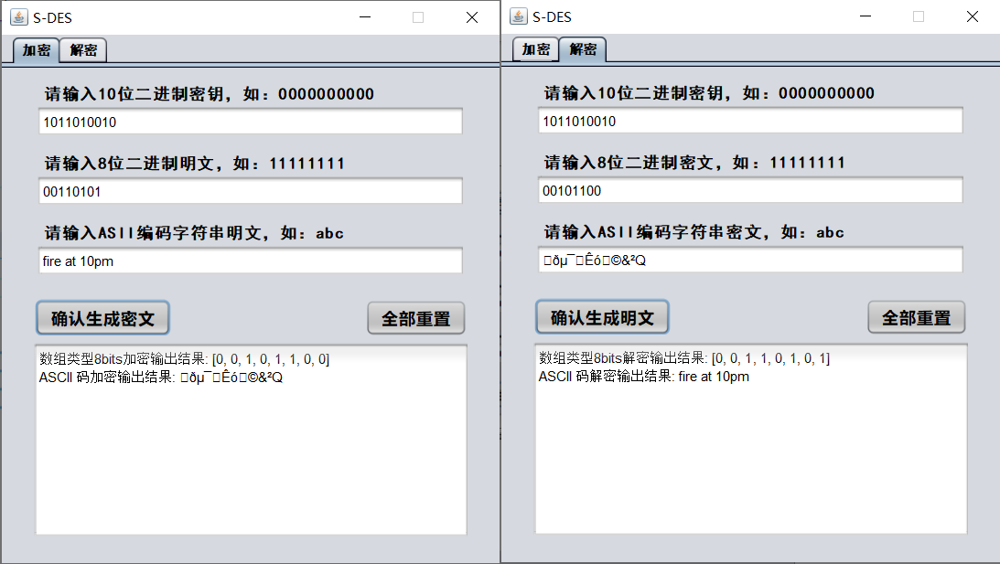 S-DES
加密 解密
请输入10位二进制密钥，如：0000000000
1011010010
请输入8位二进制明文，如：11111111
00110101
请输入ASII编码字符串明文，如：abc
fire at 10pm
确认生成密文 全部重置
数组类型8bits加密输出结果: [0, 0, 1, 0, 1, 1, 0, 0]
ASCII 码加密输出结果: □ðµ¯□Êó□©&²Q
S-DES
加密 解密
请输入10位二进制密钥，如：0000000000
1011010010
请输入8位二进制密文，如：11111111
00101100
请输入ASII编码字符串密文，如：abc
□ðµ¯□Êó□©&²Q
确认生成明文 全部重置
数组类型8bits解密输出结果: [0, 0, 1, 1, 0, 1, 0, 1]
ASCII 码解密输出结果: fire at 10pm